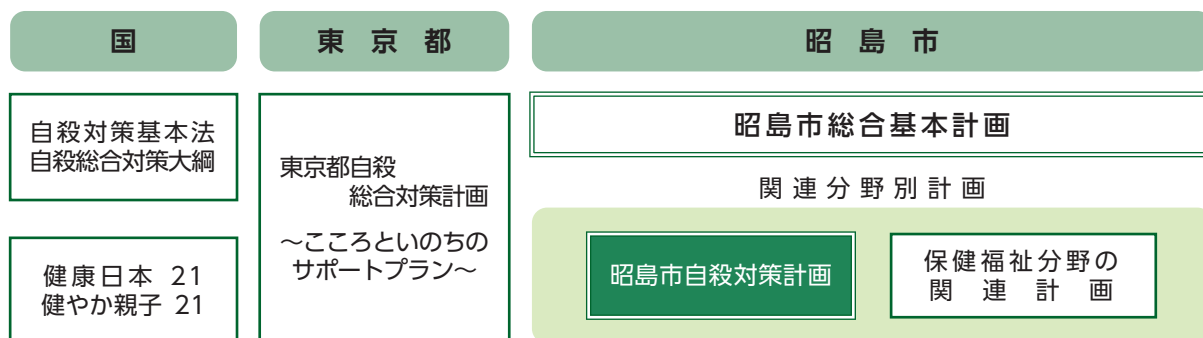 国
東京都
昭島市
自殺対策基本法
自殺総合対策大綱
健康日本 21
健やか親子 21
東京都自殺
総合対策計画
～こころといのちの
サポートプラン～
昭島市総合基本計画
関連分野別計画
昭島市自殺対策計画
保健福祉分野の
関連計画